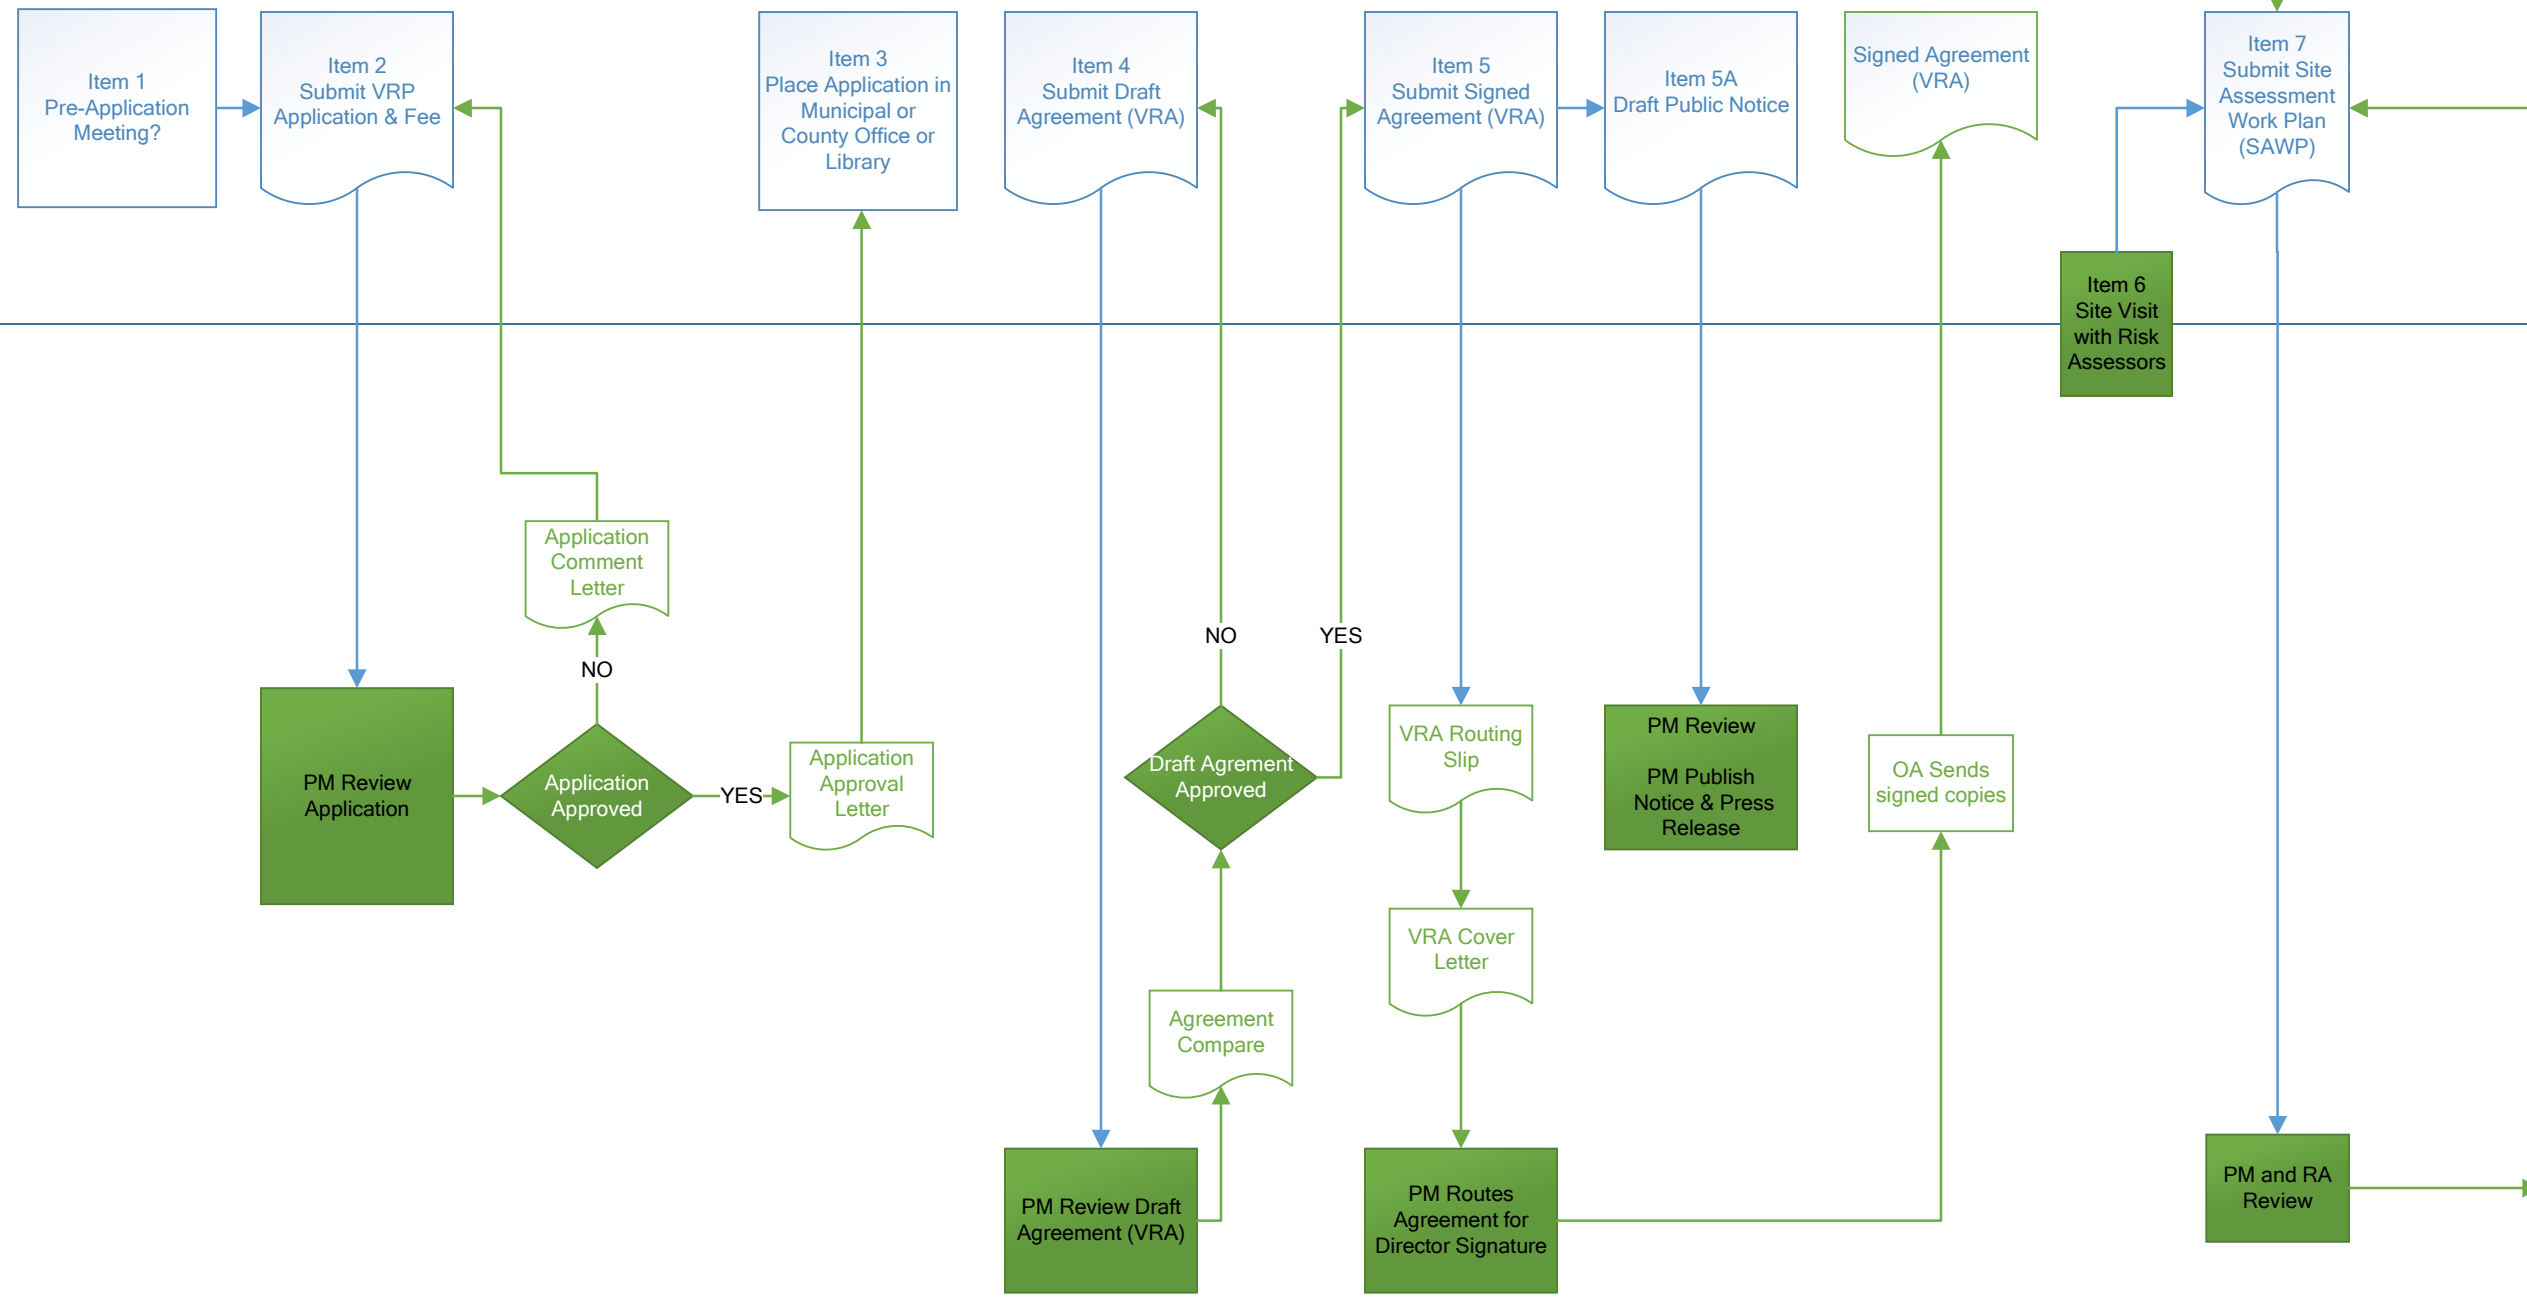 Item 1
Pre-Application
Meeting?
Item 2
Submit VRP
Application & Fee
Item 3
Place Application in
Municipal or
County Office or
Library
Item 4
Submit Draft
Agreement (VRA)
Item 5
Submit Signed
Agreement (VRA)
Item 5A
Draft Public Notice
Signed Agreement
(VRA)
Item 7
Submit Site
Assessment
Work Plan
(SAWP)
Item 6
Site Visit
with Risk
Assessors
Application
Comment
Letter
NO
PM Review
Application
Application
Approved
YES
Application
Approval
Letter
NO
YES
Draft Agrement
Approved
VRA Routing
Slip
PM Review
PM Publish
Notice & Press
Release
OA Sends
signed copies
VRA Cover
Letter
Agreement
Compare
PM Review Draft
Agreement (VRA)
PM Routes
Agreement for
Director Signature
PM and RA
Review